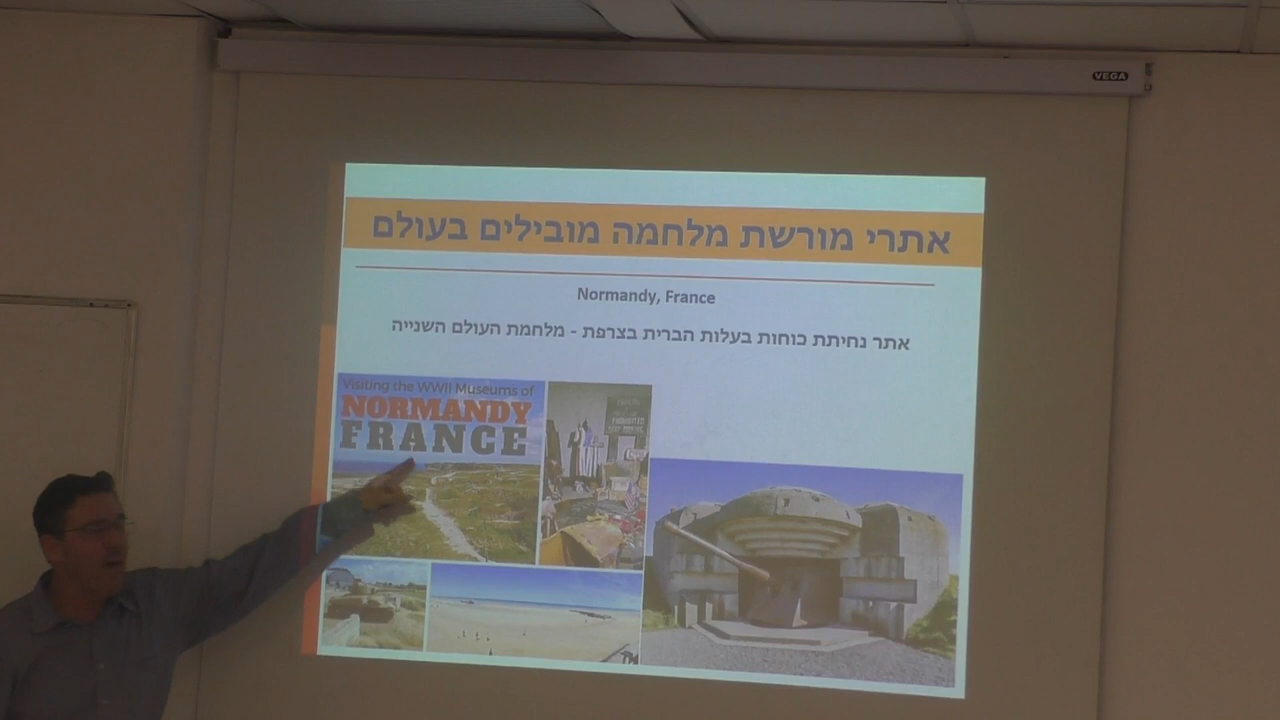 VEGA
אתרי מורשת מלחמה מובילים בעולם
Normandy, France
אתר נחיתת כוחות בעלות הברית בצרפת - מלחמת העולם השנייה
Visiting the WWII Museums of
NORMANDY
FRANCE
PROHIBITED